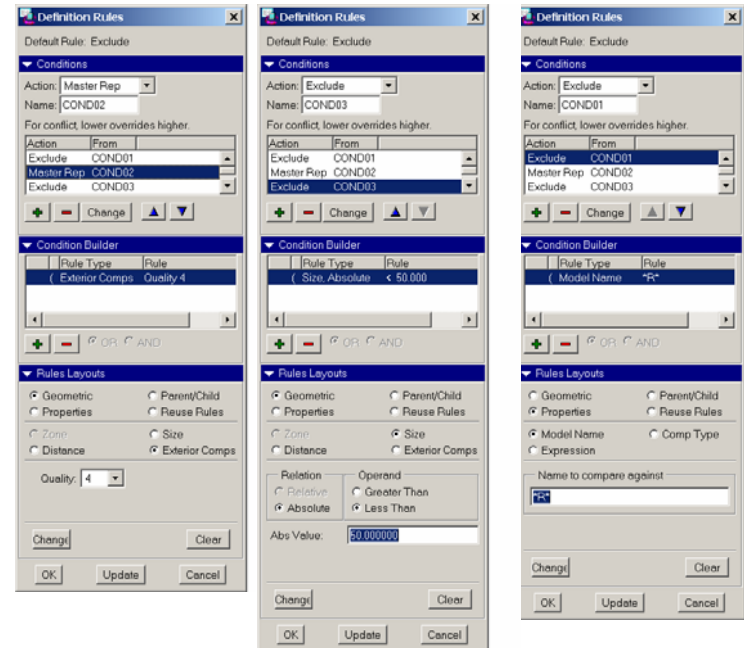 Definition Rules
Default Rule: Exclude
Conditions
Action: Master Rep
Name: COND02
For conflict, lower overrides higher.
Action From
Exclude COND01
Master Rep COND02
Exclude COND03
Change
Condition Builder
Rule Type Rule
( Exterior Comps Quality 4
OR AND
Rules Layouts
Geometric Parent/Child
Properties Reuse Rules
Zone Size
Distance Exterior Comps
Quality: 4
Change Clear
OK Update Cancel
Definition Rules
Default Rule: Exclude
Conditions
Action: Exclude
Name: COND03
For conflict, lower overrides higher.
Action From
Exclude COND01
Master Rep COND02
Exclude COND03
Change
Condition Builder
Rule Type Rule
( Size, Absolute < 50.000
OR AND
Rules Layouts
Geometric Parent/Child
Properties Reuse Rules
Zone Size
Distance Exterior Comps
Relation Operand
Relative Greater Than
Absolute Less Than
Abs Value: 50.000000
Change Clear
OK Update Cancel
Definition Rules
Default Rule: Exclude
Conditions
Action: Exclude
Name: COND01
For conflict, lower overrides higher.
Action From
Exclude COND01
Master Rep COND02
Exclude COND03
Change
Condition Builder
Rule Type Rule
( Model Name *R*
OR AND
Rules Layouts
Geometric Parent/Child
Properties Reuse Rules
Model Name Comp Type
Expression
Name to compare against
*R*
Change Clear
OK Update Cancel